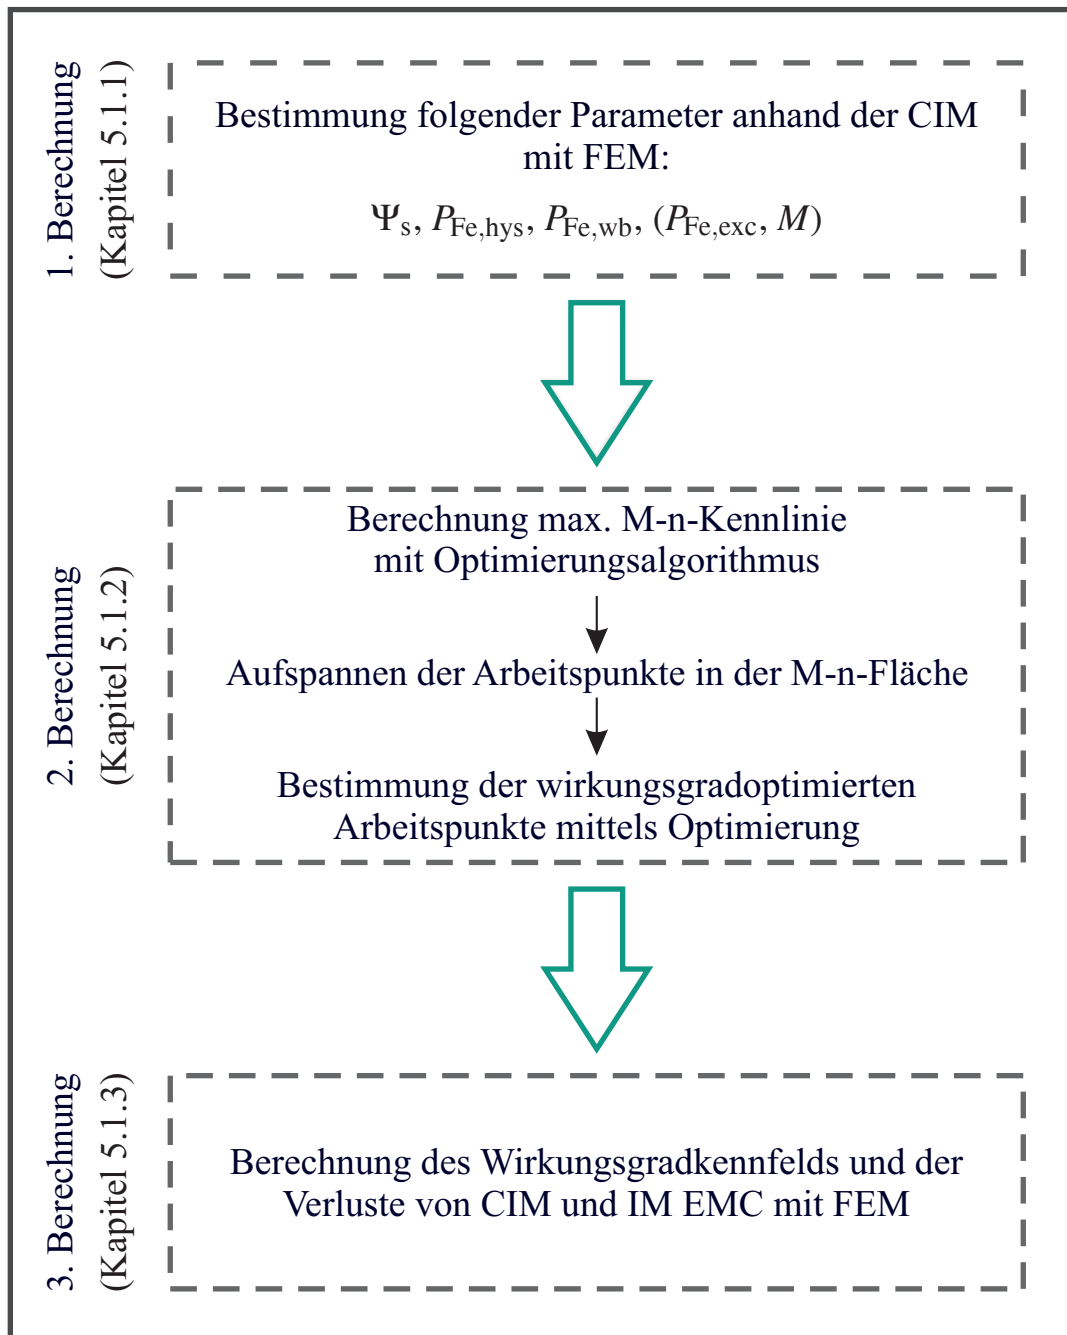 1. Berechnung
(Kapitel 5.1.1)
Bestimmung folgender Parameter anhand der CIM
mit FEM:
Ψs, PFe,hys, PFe,wb, (PFe,exc, M)
2. Berechnung
(Kapitel 5.1.2)
Berechnung max. M-n-Kennlinie
mit Optimierungsalgorithmus
Aufspannen der Arbeitspunkte in der M-n-Fläche
Bestimmung der wirkungsgradoptimierten
Arbeitspunkte mittels Optimierung
3. Berechnung
(Kapitel 5.1.3)
Berechnung des Wirkungsgradkennfelds und der
Verluste von CIM und IM EMC mit FEM